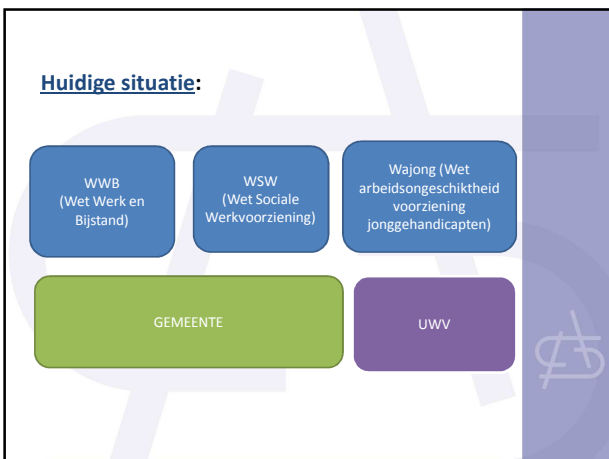 Huidige situatie:
WWB
(Wet Werk en
Bijstand)
WSW
(Wet Sociale
Werkvoorziening)
Wajong (Wet
arbeidsongeschiktheid
voorziening
jonggehandicapten)
GEMEENTE
UWV